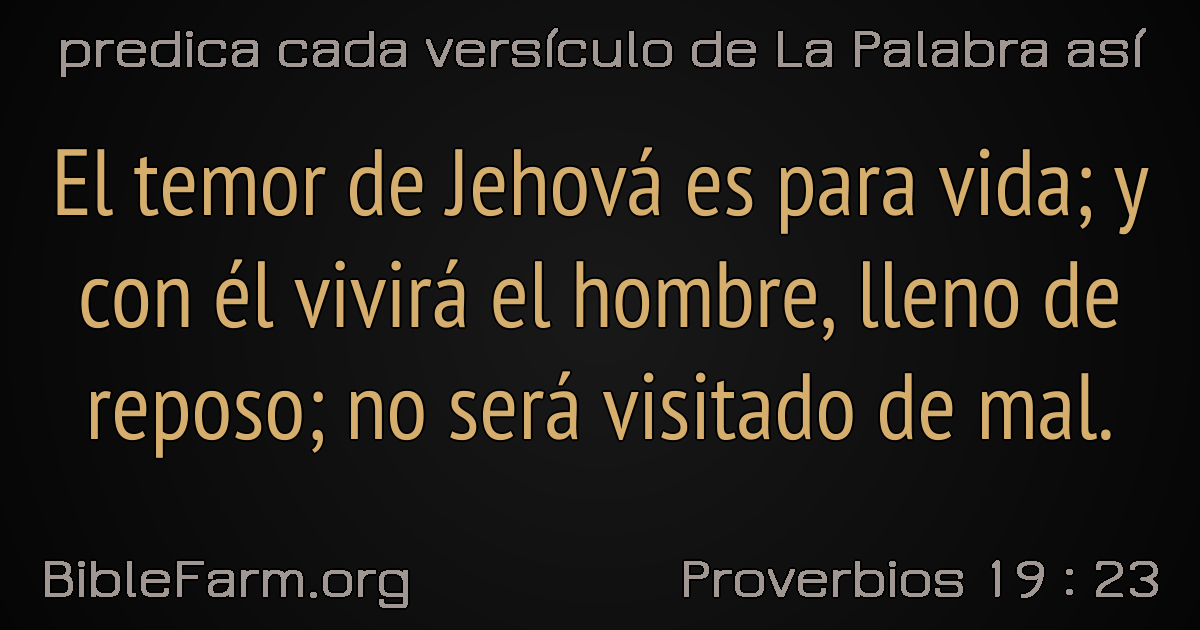 predica cada versículo de La Palabra así
El temor de Jehová es para vida; y
con él vivirá el hombre, lleno de
reposo; no será visitado de mal.
BibleFarm.org Proverbios 19 : 23